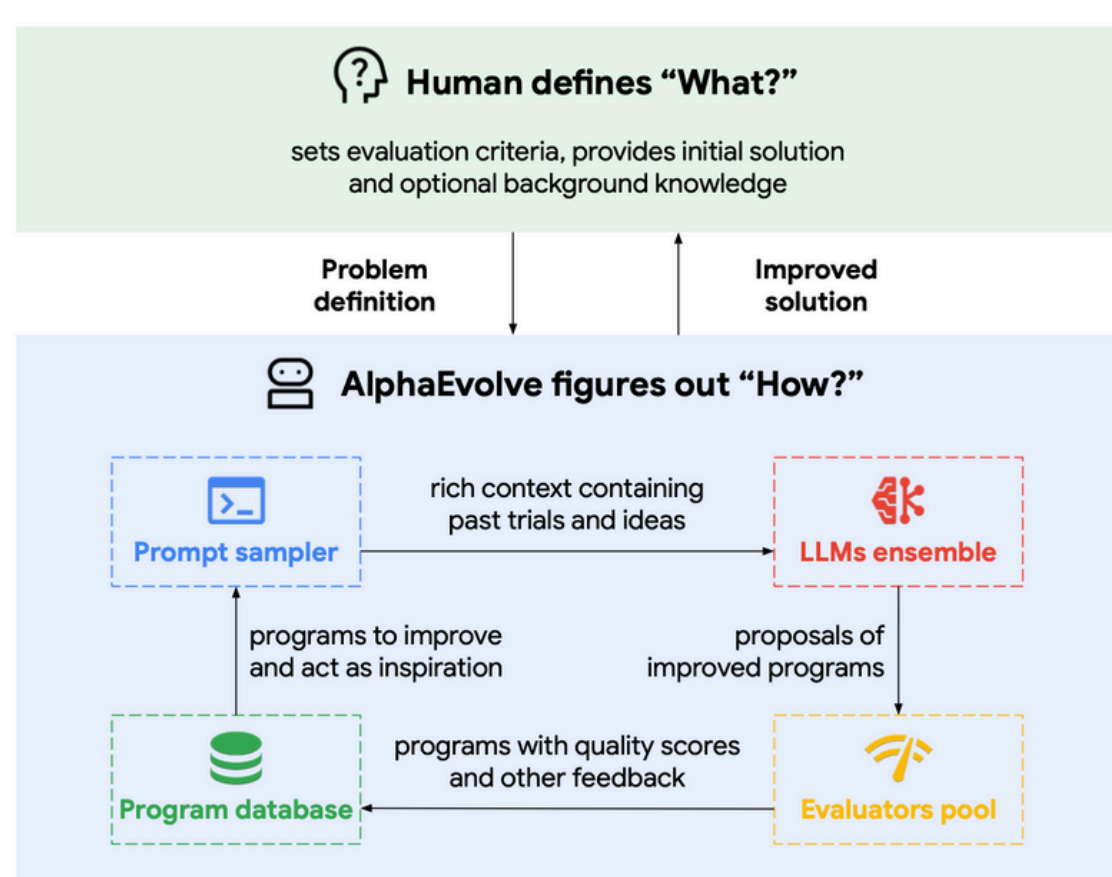 Human defines “What?”
sets evaluation criteria, provides initial solution
and optional background knowledge
Problem
definition
Improved
solution
AlphaEvolve figures out “How?”
rich context containing
past trials and ideas
Prompt sampler
LLMs ensemble
programs to improve
and act as inspiration
proposals of
improved programs
programs with quality scores
and other feedback
Program database
Evaluators pool